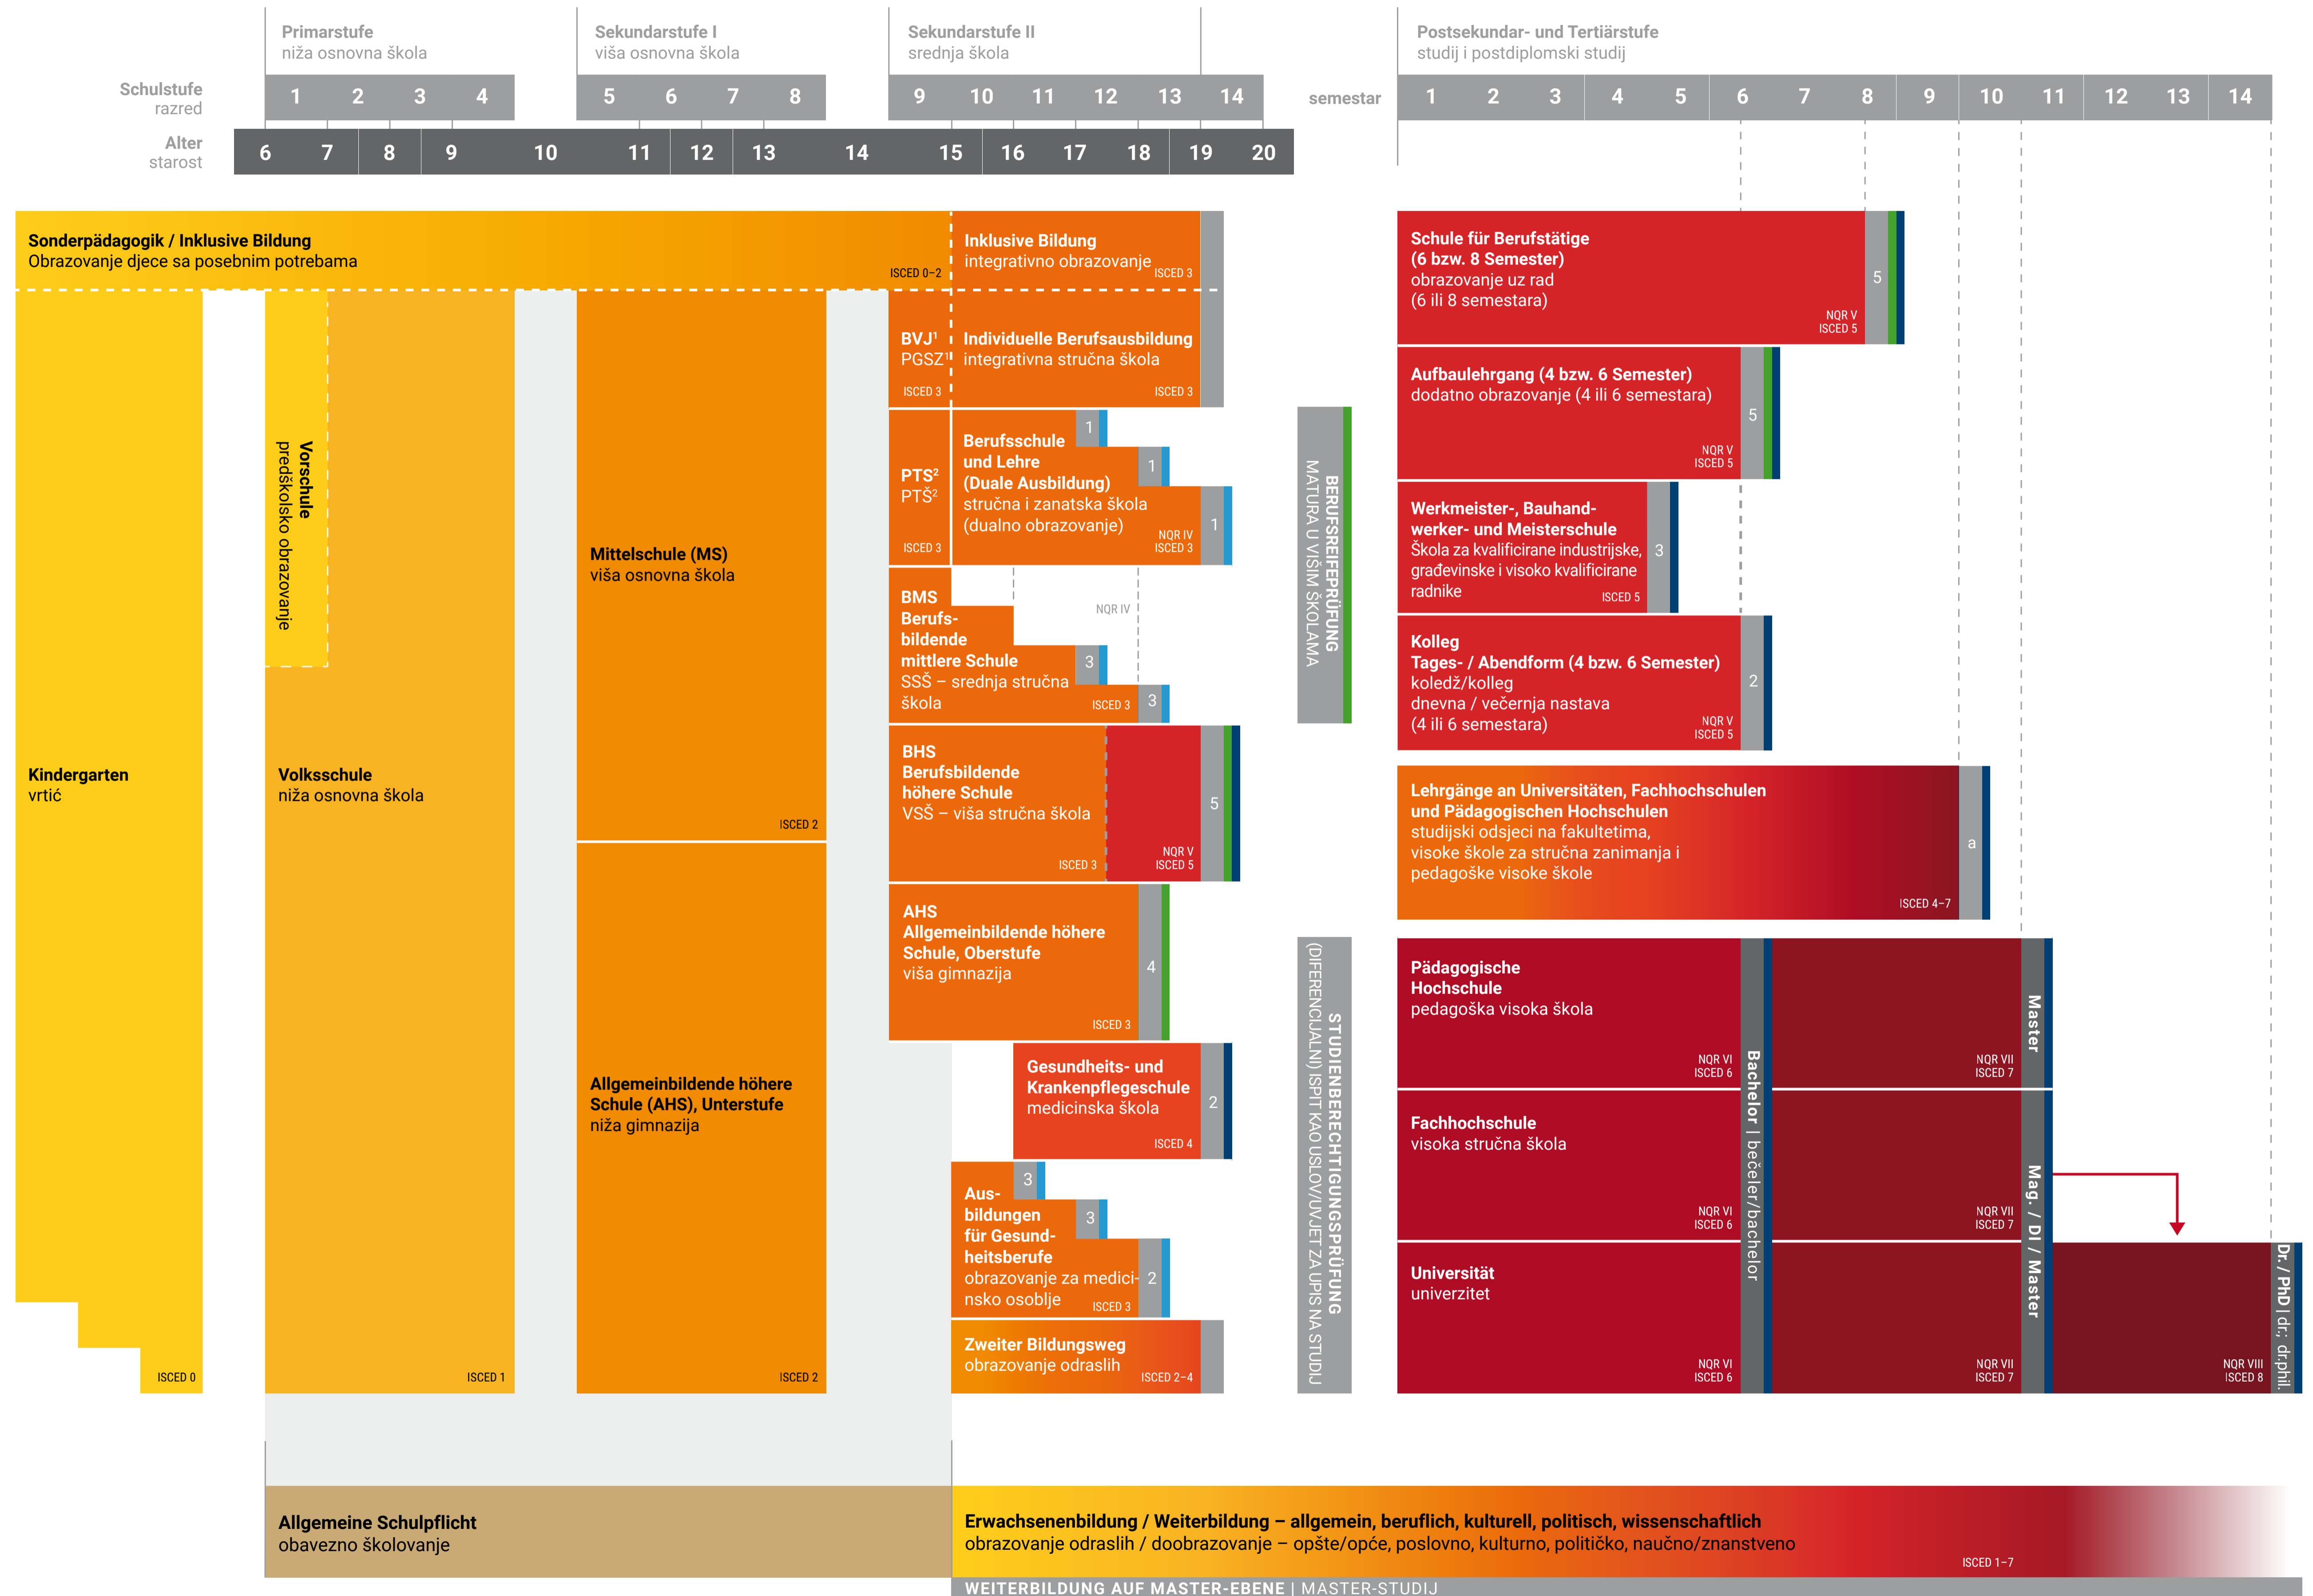 Primarstufe
niža osnovna škola
Sekundarstufe I
viša osnovna škola
Sekundarstufe II
srednja škola
Postsekundar- und Tertiärstufe
studij i postdiplomski studij
Schulstufe
razred
1 2 3 4 5 6 7 8 9 10 11 12 13 14
semestar
1 2 3 4 5 6 7 8 9 10 11 12 13 14
Alter
starost
6 7 8 9 10 11 12 13 14 15 16 17 18 19 20
Sonderpädagogik / Inklusive Bildung
Obrazovanje djece sa posebnim potrebama
ISCED 0–2
Inklusive Bildung
integrativno obrazovanje
ISCED 3
Kindergarten
vrtić
ISCED 0
Vorschule
predškolsko obrazovanje
Volksschule
niža osnovna škola
ISCED 1
Mittelschule (MS)
viša osnovna škola
ISCED 2
Allgemeinbildende höhere
Schule (AHS), Unterstufe
niža gimnazija
ISCED 2
BVJ¹
PGSZ¹
ISCED 3
Individuelle Berufsausbildung
integrativna stručna škola
ISCED 3
PTS²
PTŠ²
ISCED 3
Berufsschule
und Lehre
(Duale Ausbildung)
stručna i zanatska škola
(dualno obrazovanje)
NQR IV
ISCED 3
1
1
1
BMS
Berufs-
bildende
mittlere Schule
SSŠ – srednja stručna
škola
ISCED 3
NQR IV
3
3
BHS
Berufsbildende
höhere Schule
VSŠ – viša stručna škola
ISCED 3
NQR V
ISCED 5
5
AHS
Allgemeinbildende höhere
Schule, Oberstufe
viša gimnazija
ISCED 3
4
Gesundheits- und
Krankenpflegeschule
medicinska škola
ISCED 4
2
Aus-
bildungen
für Gesund-
heitsberufe
obrazovanje za medici-
nsko osoblje
ISCED 3
3
3
2
Zweiter Bildungsweg
obrazovanje odraslih
ISCED 2–4
BERUFSREIFEPRÜFUNG
MATURA U VIŠIM ŠKOLAMA
STUDIENBERECHTIGUNGSPRÜFUNG
(DIFERENCIJALNI) ISPIT KAO USLOV/UVJET ZA UPIS NA STUDIJ
Schule für Berufstätige
(6 bzw. 8 Semester)
obrazovanje uz rad
(6 ili 8 semestara)
NQR V
ISCED 5
5
Aufbaulehrgang (4 bzw. 6 Semester)
dodatno obrazovanje (4 ili 6 semestara)
NQR V
ISCED 5
5
Werkmeister-, Bauhand-
werker- und Meisterschule
Škola za kvalificirane industrijske,
građevinske i visoko kvalificirane
radnike
ISCED 5
3
Kolleg
Tages- / Abendform (4 bzw. 6 Semester)
koledž/kolleg
dnevna / večernja nastava
(4 ili 6 semestara)
NQR V
ISCED 5
2
Lehrgänge an Universitäten, Fachhochschulen
und Pädagogischen Hochschulen
studijski odsjeci na fakultetima,
visoke škole za stručna zanimanja i
pedagoške visoke škole
ISCED 4–7
a
Pädagogische
Hochschule
pedagoška visoka škola
NQR VI
ISCED 6
NQR VII
ISCED 7
Master
Fachhochschule
visoka stručna škola
NQR VI
ISCED 6
NQR VII
ISCED 7
Bachelor | bečeler/bachelor
Mag. / DI / Master
Universität
univerzitet
NQR VI
ISCED 6
NQR VII
ISCED 7
NQR VIII
ISCED 8
Dr. / PhD | dr.; dr.phil.
Allgemeine Schulpflicht
obavezno školovanje
Erwachsenenbildung / Weiterbildung – allgemein, beruflich, kulturell, politisch, wissenschaftlich
obrazovanje odraslih / doobrazovanje – opšte/opće, poslovno, kulturno, političko, naučno/znanstveno
ISCED 1–7
WEITERBILDUNG AUF MASTER-EBENE | MASTER-STUDIJ